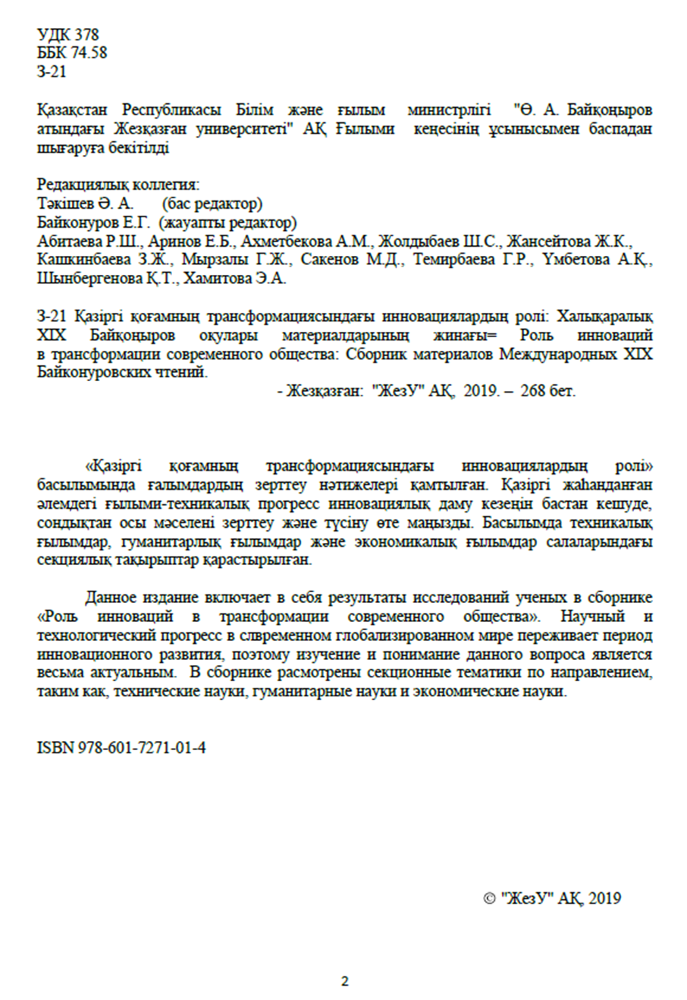 УДК 378
ББК 74.58
З-21
Қазақстан Республикасы Білім және ғылым министрлігі "Ө. А. Байқоңыров
атындағы Жезқазған университеті" АҚ Ғылыми кеңесінің ұсынысымен баспадан
шығаруға бекітілді
Редакциялық коллегия:
Тәкішев Ә. А. (бас редактор)
Байконуров Е.Г. (жауапты редактор)
Абитаева Р.Ш., Аринов Е.Б., Ахметбекова А.М., Жолдыбаев Ш.С., Жансейтова Ж.К.,
Кашкинбаева З.Ж., Мырзалы Г.Ж., Сакенов М.Д., Темирбаева Г.Р., Үмбетова А.Қ.,
Шынбергенова Қ.Т., Хамитова Э.А.
З-21 Қазіргі қоғамның трансформациясындағы инновациялардың ролі: Халықаралық
XIX Байқоңыров оқулары материалдарының жинағы= Роль инноваций
в трансформации современного общества: Сборник материалов Международных XIX
Байконуровских чтений.
- Жезқазған: "ЖезУ" АҚ, 2019. – 268 бет.
«Қазіргі қоғамның трансформациясындағы инновациялардың ролі»
басылымында ғалымдардың зерттеу нәтижелері қамтылған. Қазіргі жаһанданған
әлемдегі ғылыми-техникалық прогресс инновациялық даму кезеңін бастан кешуде,
сондықтан осы мәселені зерттеу және түсіну өте маңызды. Басылымда техникалық
ғылымдар, гуманитарлық ғылымдар және экономикалық ғылымдар салаларындағы
секциялық тақырыптар қарастырылған.
Данное издание включает в себя результаты исследований ученых в сборнике
«Роль инноваций в трансформации современного общества». Научный и
технологический прогресс в слвременном глобализированном мире переживает период
инновационного развития, поэтому изучение и понимание данного вопроса является
весьма актуальным. В сборнике расмотрены секционные тематики по направлением,
таким как, технические науки, гуманитарные науки и экономические науки.
ISBN 978-601-7271-01-4
© "ЖезУ" АҚ, 2019
2